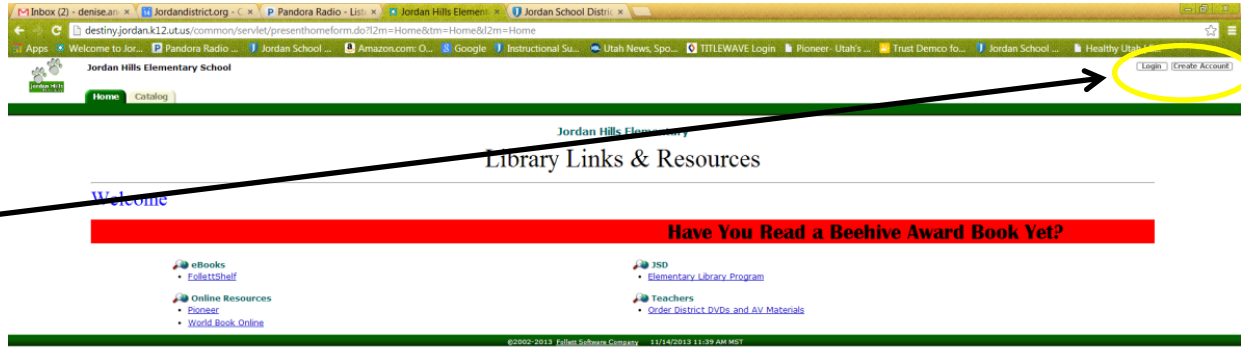 Inbox (2) - denise.an
Jordandistrict.org - C
Pandora Radio - Liste
Jordan Hills Element
Jordan School Distric
destiny.jordan.k12.ut.us/common/servlet/presenthomeform.do?l2m=Home&tm=Home&l2m=Home
Apps
Welcome to Jor...
Pandora Radio ...
Jordan School ...
Amazon.com: O...
Google
Instructional Su...
Utah News, Spo...
TITLEWAVE Login
Pioneer- Utah's ...
Trust Demco fo...
Jordan School ...
Healthy Utah
Jordan Hills Elementary School
Login
Create Account
Jordan Hills
Home
Catalog
Jordan Hills Elementary
Library Links & Resources
Welcome
Have You Read a Beehive Award Book Yet?
eBooks
• FollettShelf
Online Resources
• Pioneer
• World Book Online
JSD
• Elementary Library Program
Teachers
• Order District DVDs and AV Materials
©2002-2013 Follett Software Company 11/14/2013 11:39 AM MST